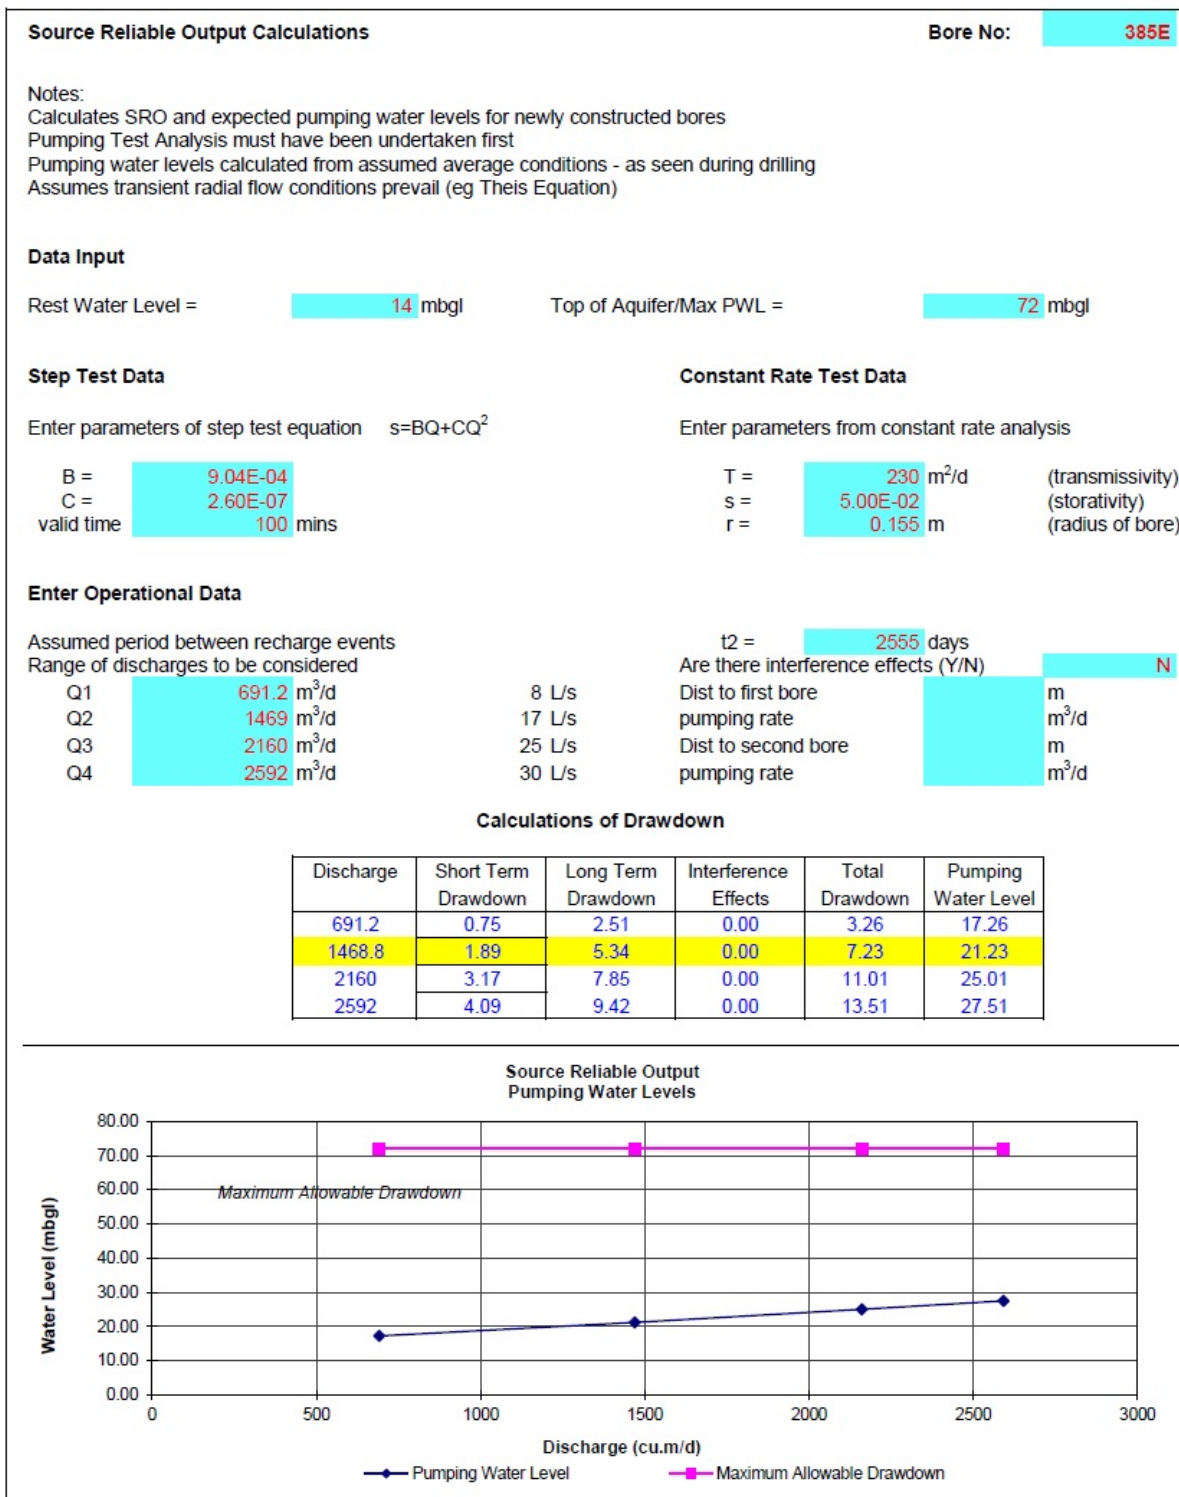 Source Reliable Output Calculations Bore No: 385E
Notes:
Calculates SRO and expected pumping water levels for newly constructed bores
Pumping Test Analysis must have been undertaken first
Pumping water levels calculated from assumed average conditions - as seen during drilling
Assumes transient radial flow conditions prevail (eg Theis Equation)
Data Input
Rest Water Level = 14 mbgl Top of Aquifer/Max PWL = 72 mbgl
Step Test Data Constant Rate Test Data
Enter parameters of step test equation s=BQ+CQ² Enter parameters from constant rate analysis
B = 9.04E-04 T = 230 m²/d (transmissivity)
C = 2.60E-07 s = 5.00E-02 (storativity)
valid time 100 mins r = 0.155 m (radius of bore)
Enter Operational Data
Assumed period between recharge events t2 = 2555 days
Range of discharges to be considered Are there interference effects (Y/N) N
Q1 691.2 m³/d 8 L/s Dist to first bore m
Q2 1469 m³/d 17 L/s pumping rate m³/d
Q3 2160 m³/d 25 L/s Dist to second bore m
Q4 2592 m³/d 30 L/s pumping rate m³/d
Calculations of Drawdown
Discharge Short Term Long Term Interference Total Pumping
Drawdown Drawdown Effects Drawdown Water Level
691.2 0.75 2.51 0.00 3.26 17.26
1468.8 1.89 5.34 0.00 7.23 21.23
2160 3.17 7.85 0.00 11.01 25.01
2592 4.09 9.42 0.00 13.51 27.51
Source Reliable Output
Pumping Water Levels
80.00
70.00
60.00
50.00
40.00
30.00
20.00
10.00
0.00
Water Level (mbgl)
Maximum Allowable Drawdown
0 500 1000 1500 2000 2500 3000
Discharge (cu.m/d)
Pumping Water Level Maximum Allowable Drawdown